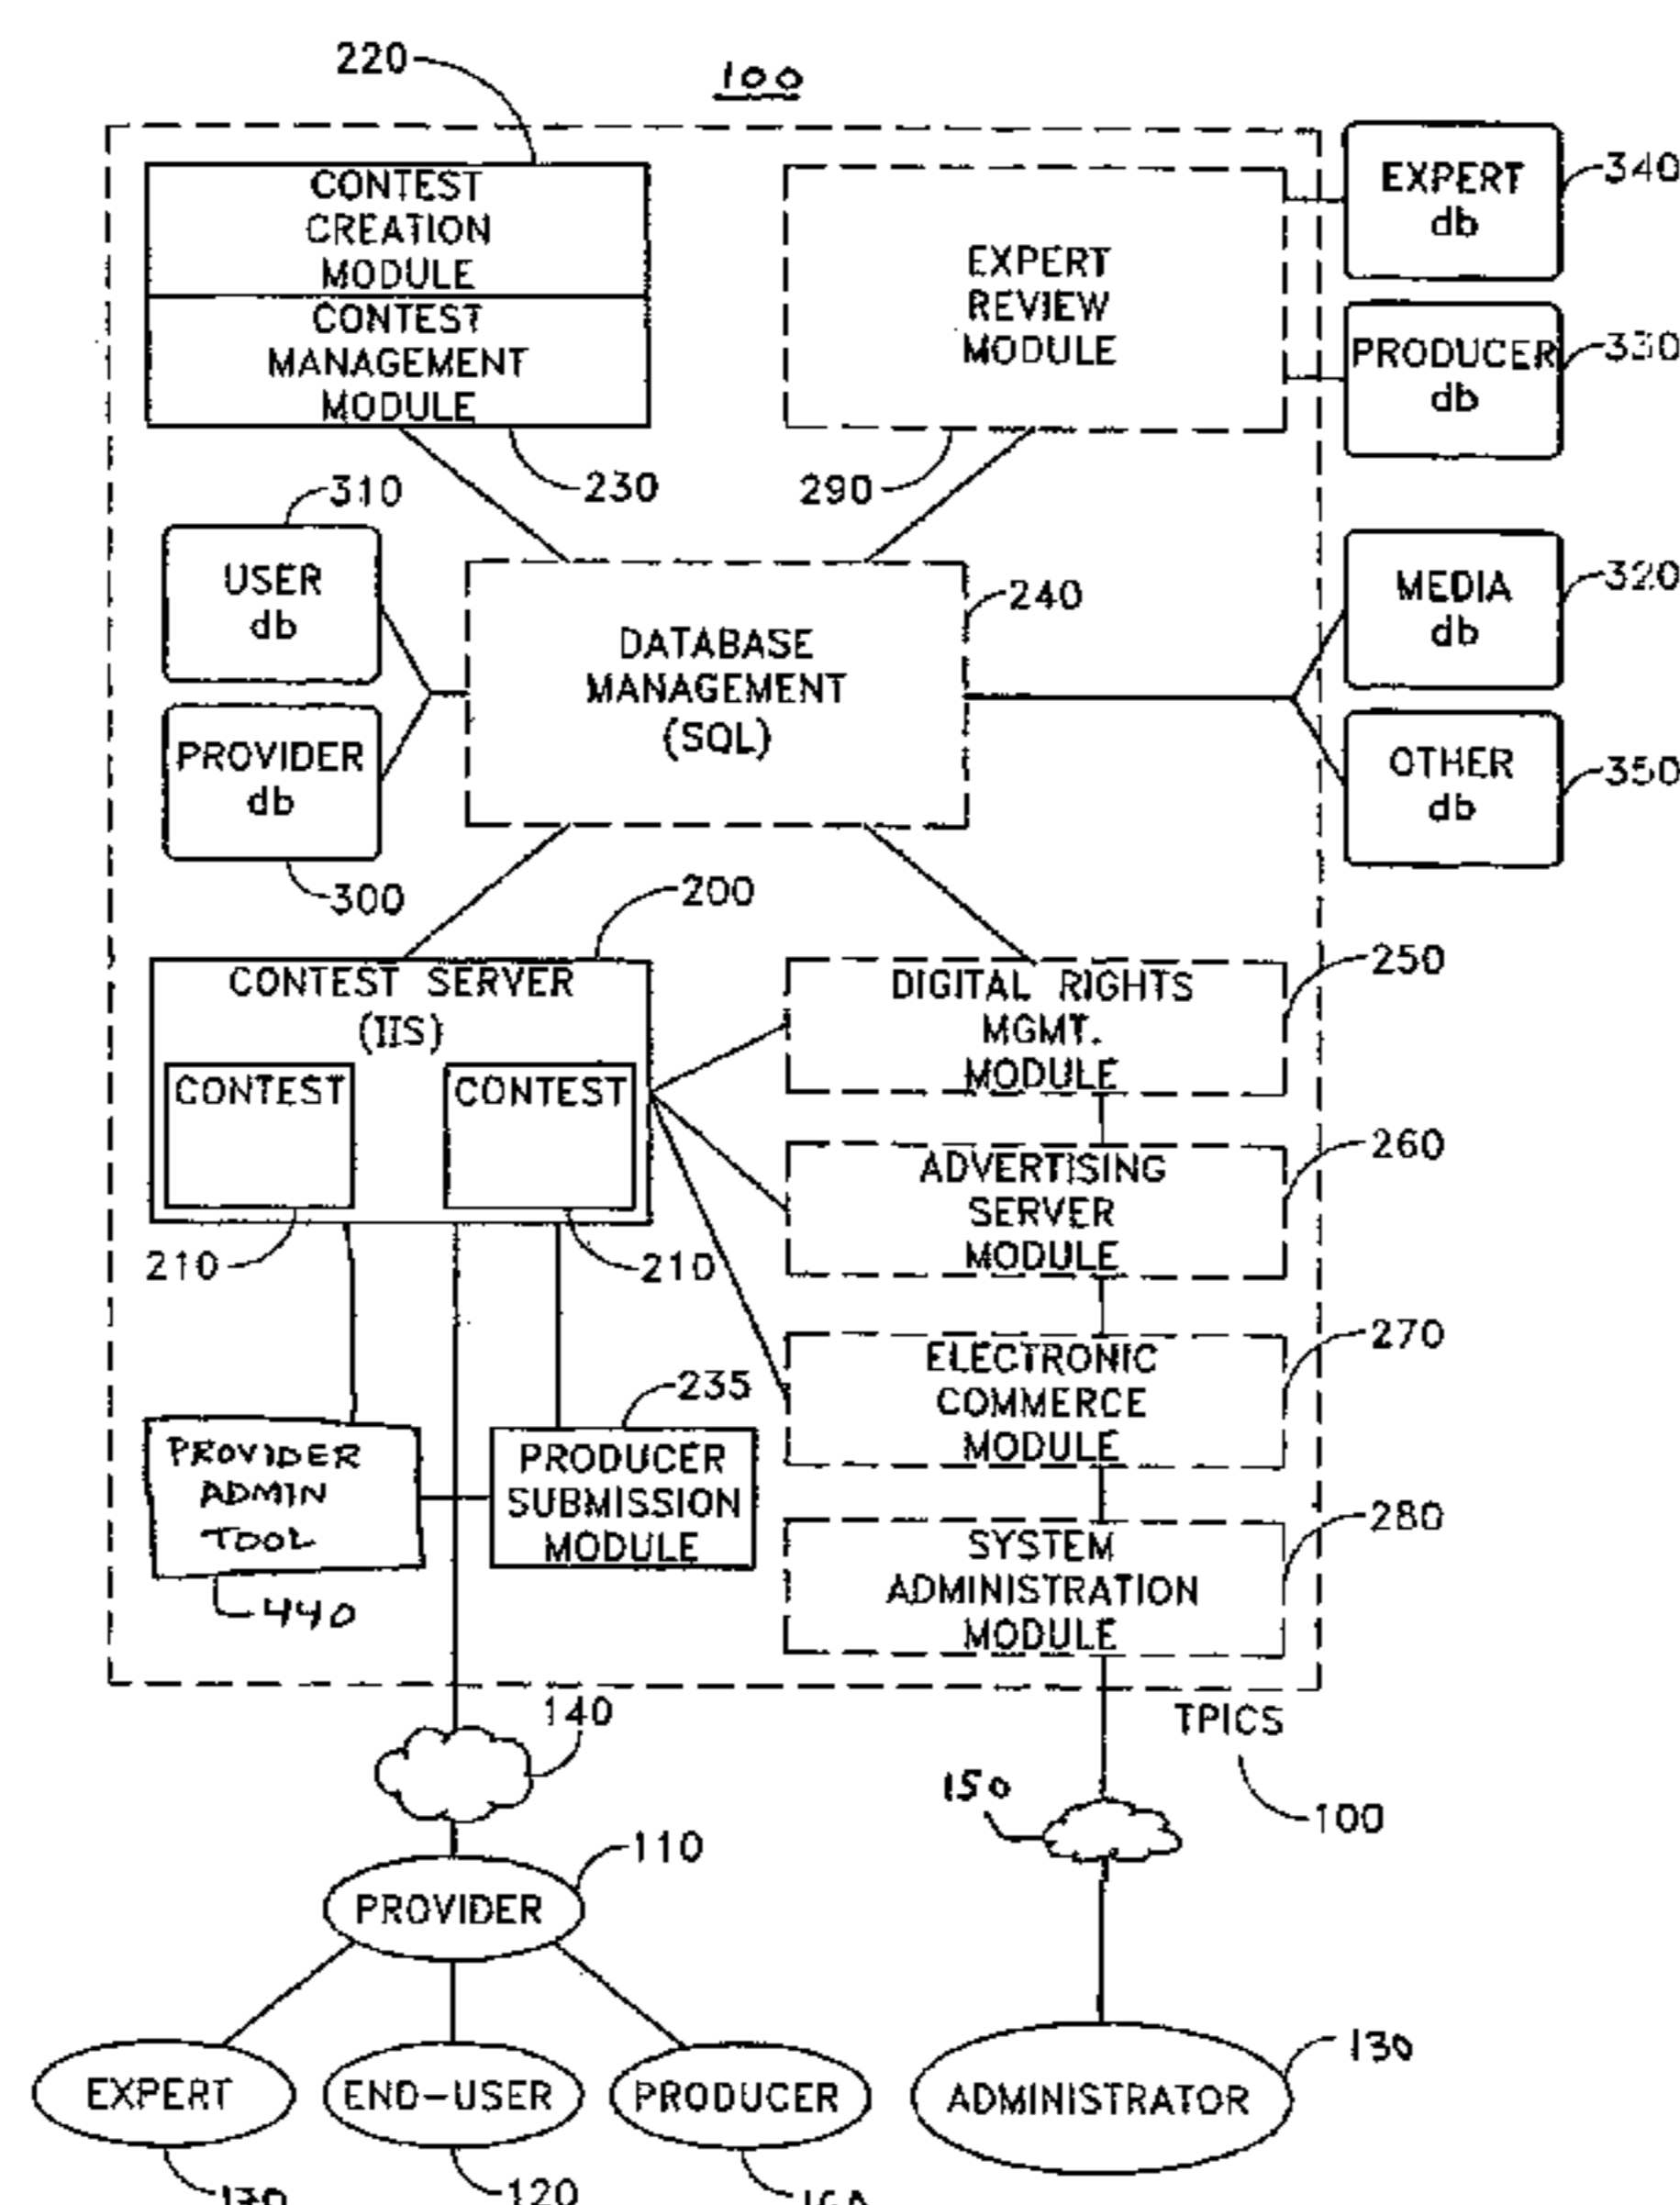 220
100
CONTEST
CREATION
MODULE
CONTEST
MANAGEMENT
MODULE
230
EXPERT
REVIEW
MODULE
290
EXPERT
db
340
PRODUCER
db
330
310
USER
db
PROVIDER
db
300
DATABASE
MANAGEMENT
(SQL)
240
MEDIA
db
320
OTHER
db
350
200
CONTEST SERVER
(IIS)
CONTEST
CONTEST
210
210
DIGITAL RIGHTS
MGMT.
MODULE
250
ADVERTISING
SERVER
MODULE
260
ELECTRONIC
COMMERCE
MODULE
270
SYSTEM
ADMINISTRATION
MODULE
280
PROVIDER
ADMIN
TOOL
440
235
PRODUCER
SUBMISSION
MODULE
TPICS
100
140
150
110
PROVIDER
EXPERT
END-USER
PRODUCER
ADMINISTRATOR
130
130
120
160